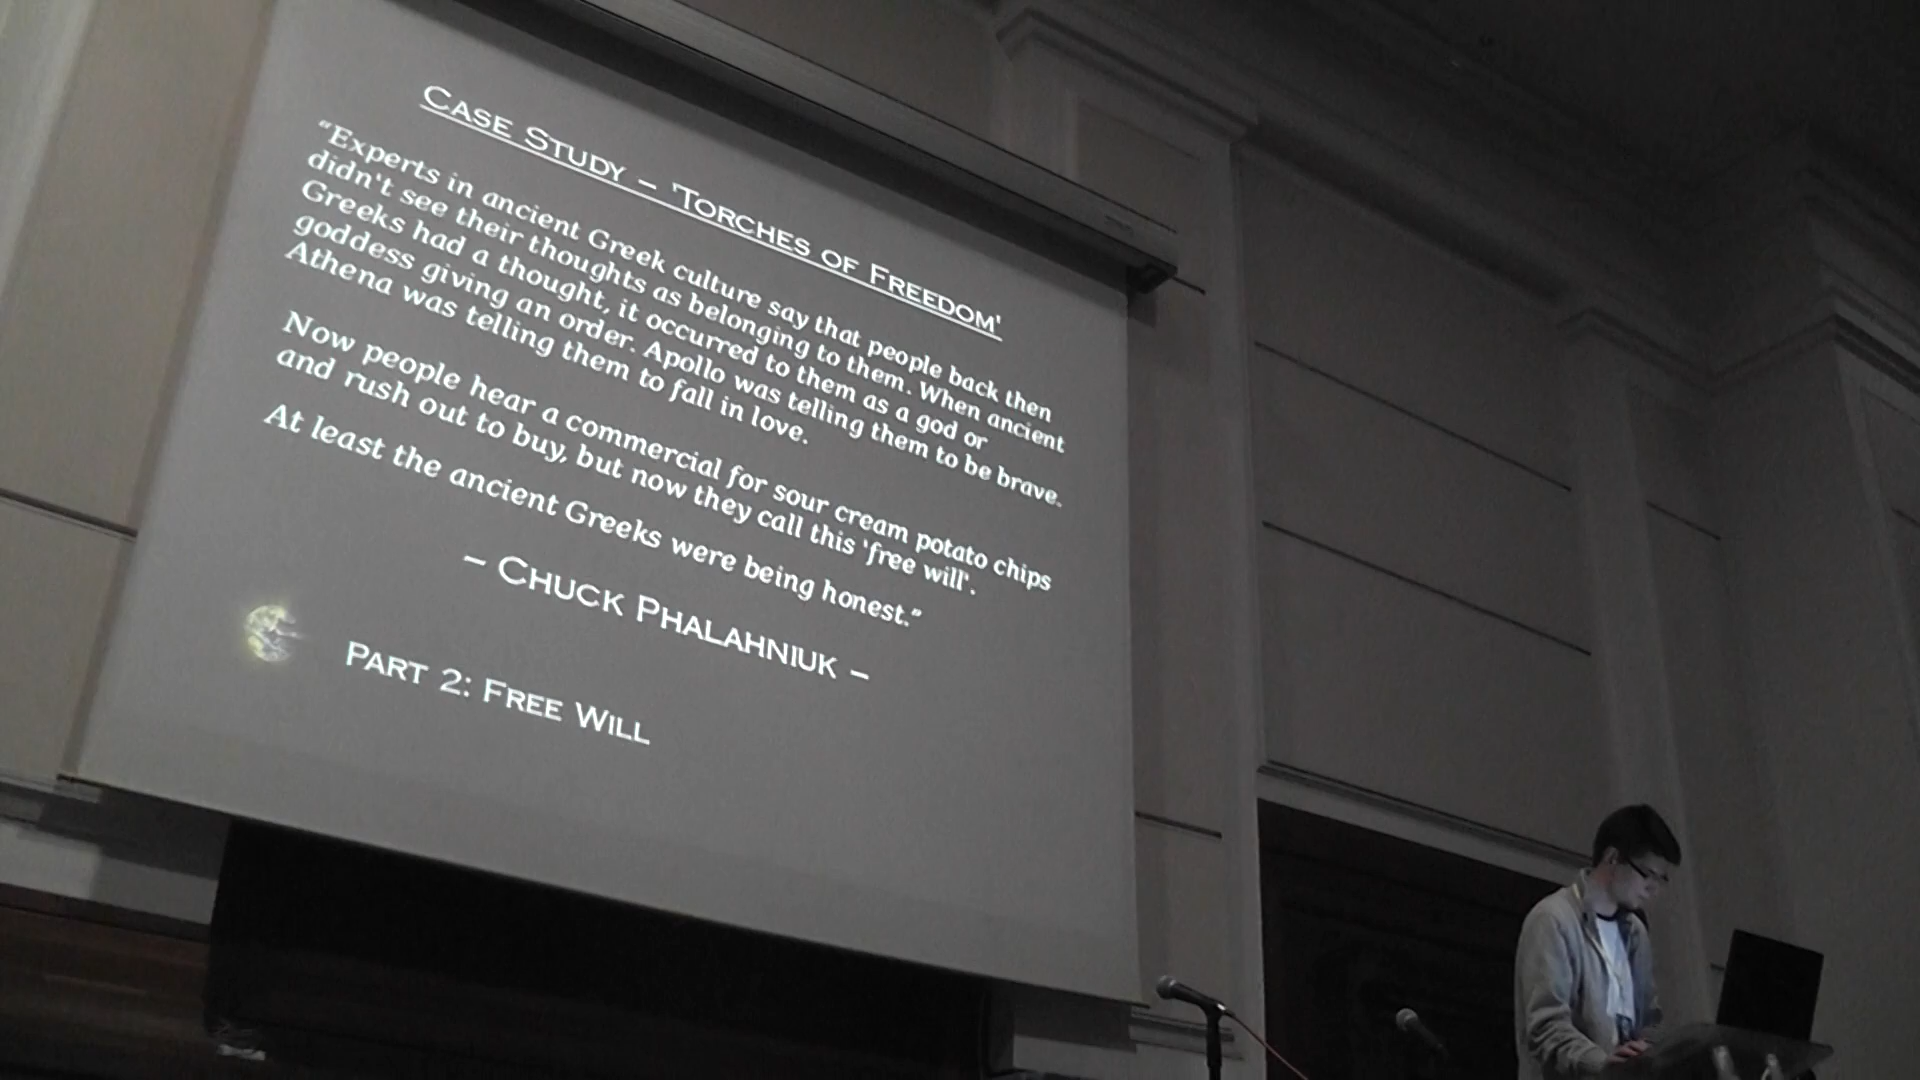 CASE STUDY – 'TORCHES OF FREEDOM'
“Experts in ancient Greek culture say that people back then
didn't see their thoughts as belonging to them. When ancient
Greeks had a thought, it occurred to them as a god or
goddess giving an order. Apollo was telling them to be brave.
Athena was telling them to fall in love.
Now people hear a commercial for sour cream potato chips
and rush out to buy, but now they call this 'free will'.
At least the ancient Greeks were being honest.”
– CHUCK PHALAHNIUK –
PART 2: FREE WILL